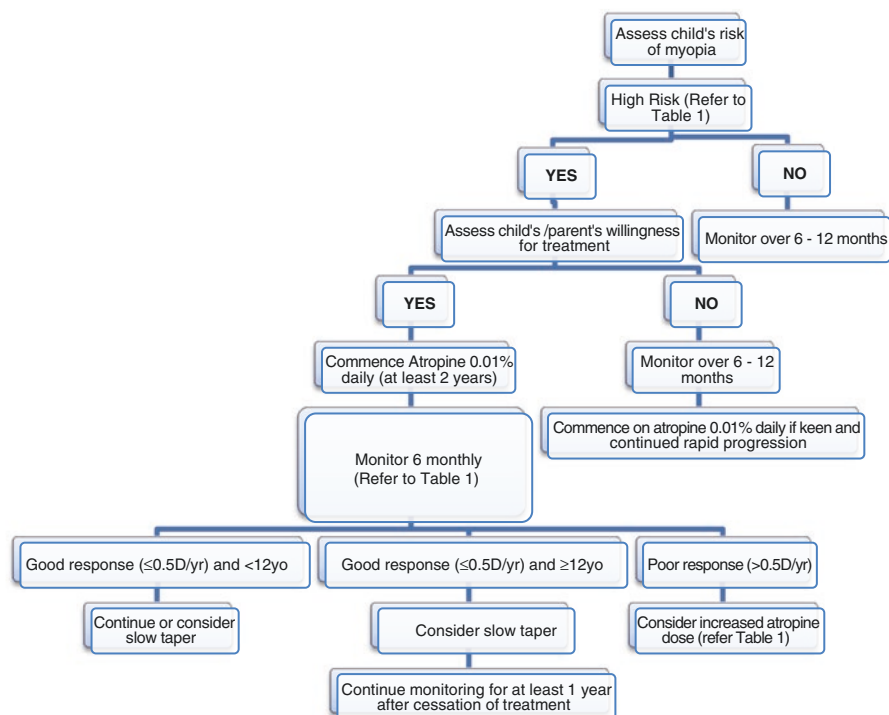 Assess child's risk
of myopia
High Risk (Refer to
Table 1)
YES
NO
Assess child's /parent's willingness
for treatment
Monitor over 6 - 12 months
YES
NO
Commence Atropine 0.01%
daily (at least 2 years)
Monitor over 6 - 12
months
Commence on atropine 0.01% daily if keen and
continued rapid progression
Monitor 6 monthly
(Refer to Table 1)
Good response (≤0.5D/yr) and <12yo
Good response (≤0.5D/yr) and ≥12yo
Poor response (>0.5D/yr)
Continue or consider
slow taper
Consider slow taper
Consider increased atropine
dose (refer Table 1)
Continue monitoring for at least 1 year
after cessation of treatment